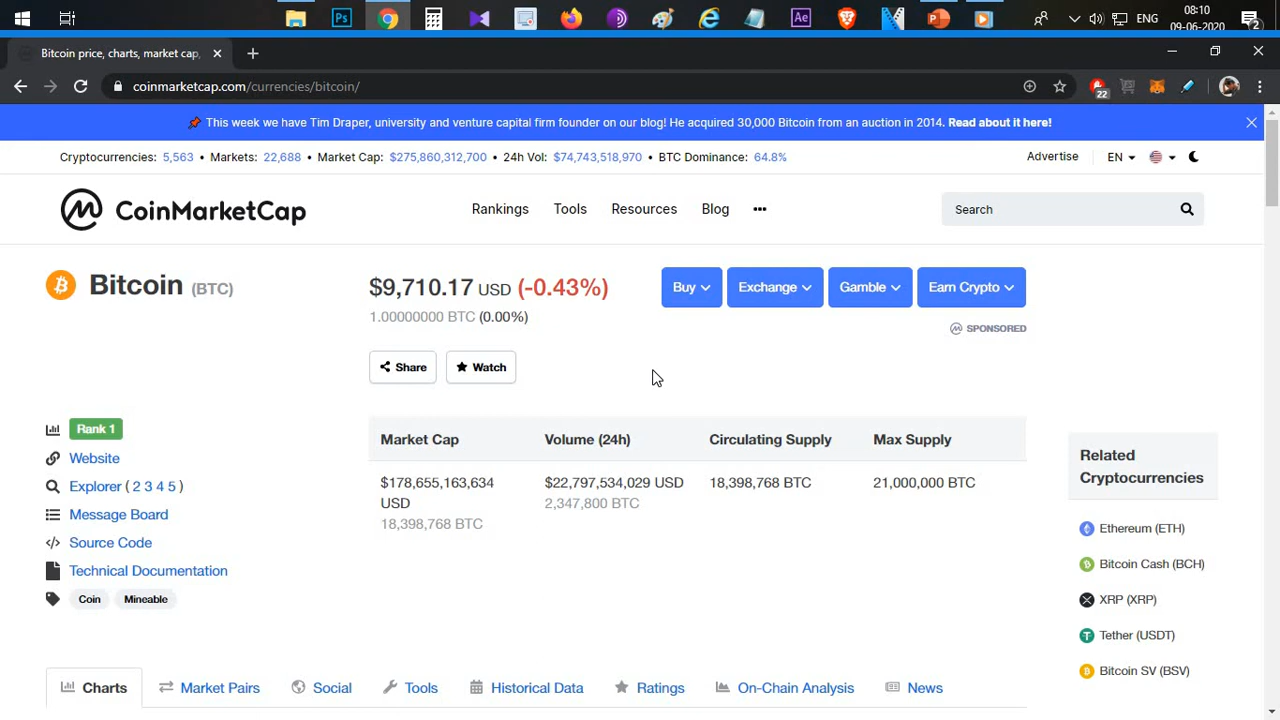 Ps
Ae
ENG
08:10
09-06-2020
2
Bitcoin price, charts, market cap,
coinmarketcap.com/currencies/bitcoin/
22
This week we have Tim Draper, university and venture capital firm founder on our blog! He acquired 30,000 Bitcoin from an auction in 2014. Read about it here!
Cryptocurrencies: 5,563 • Markets: 22,688 • Market Cap: $275,860,312,700 • 24h Vol: $74,743,518,970 • BTC Dominance: 64.8%
Advertise
EN
CoinMarketCap
Rankings
Tools
Resources
Blog
Search
Bitcoin (BTC)
$9,710.17 USD (-0.43%)
1.00000000 BTC (0.00%)
Buy
Exchange
Gamble
Earn Crypto
SPONSORED
Share
Watch
Rank 1
Website
Explorer ( 2 3 4 5 )
Message Board
Source Code
Technical Documentation
Coin
Mineable
Market Cap
Volume (24h)
Circulating Supply
Max Supply
$178,655,163,634
USD
18,398,768 BTC
$22,797,534,029 USD
2,347,800 BTC
18,398,768 BTC
21,000,000 BTC
Related
Cryptocurrencies
Ethereum (ETH)
Bitcoin Cash (BCH)
XRP (XRP)
Tether (USDT)
Bitcoin SV (BSV)
Charts
Market Pairs
Social
Tools
Historical Data
Ratings
On-Chain Analysis
News